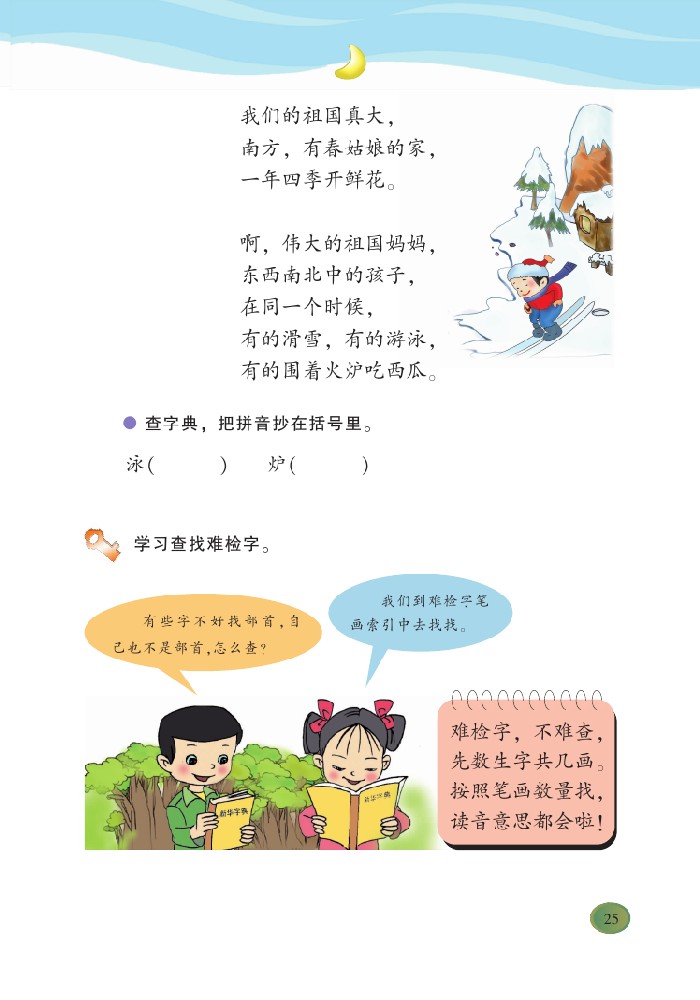 我们的祖国真大，
南方，有春姑娘的家，
一年四季开鲜花。
啊，伟大的祖国妈妈，
东西南北中的孩子，
在同一个时候，
有的滑雪，有的游泳，
有的围着火炉吃西瓜。
查字典，把拼音抄在括号里。
泳( ) 炉( )
学习查找难检字。
有些字不好找部首，自
己也不是部首，怎么查？
我们到难检字笔
画索引中去找找。
新华字典
新华字典
难检字，不难查，
先数生字共几画。
按照笔画数量找，
读音意思都会啦！
25